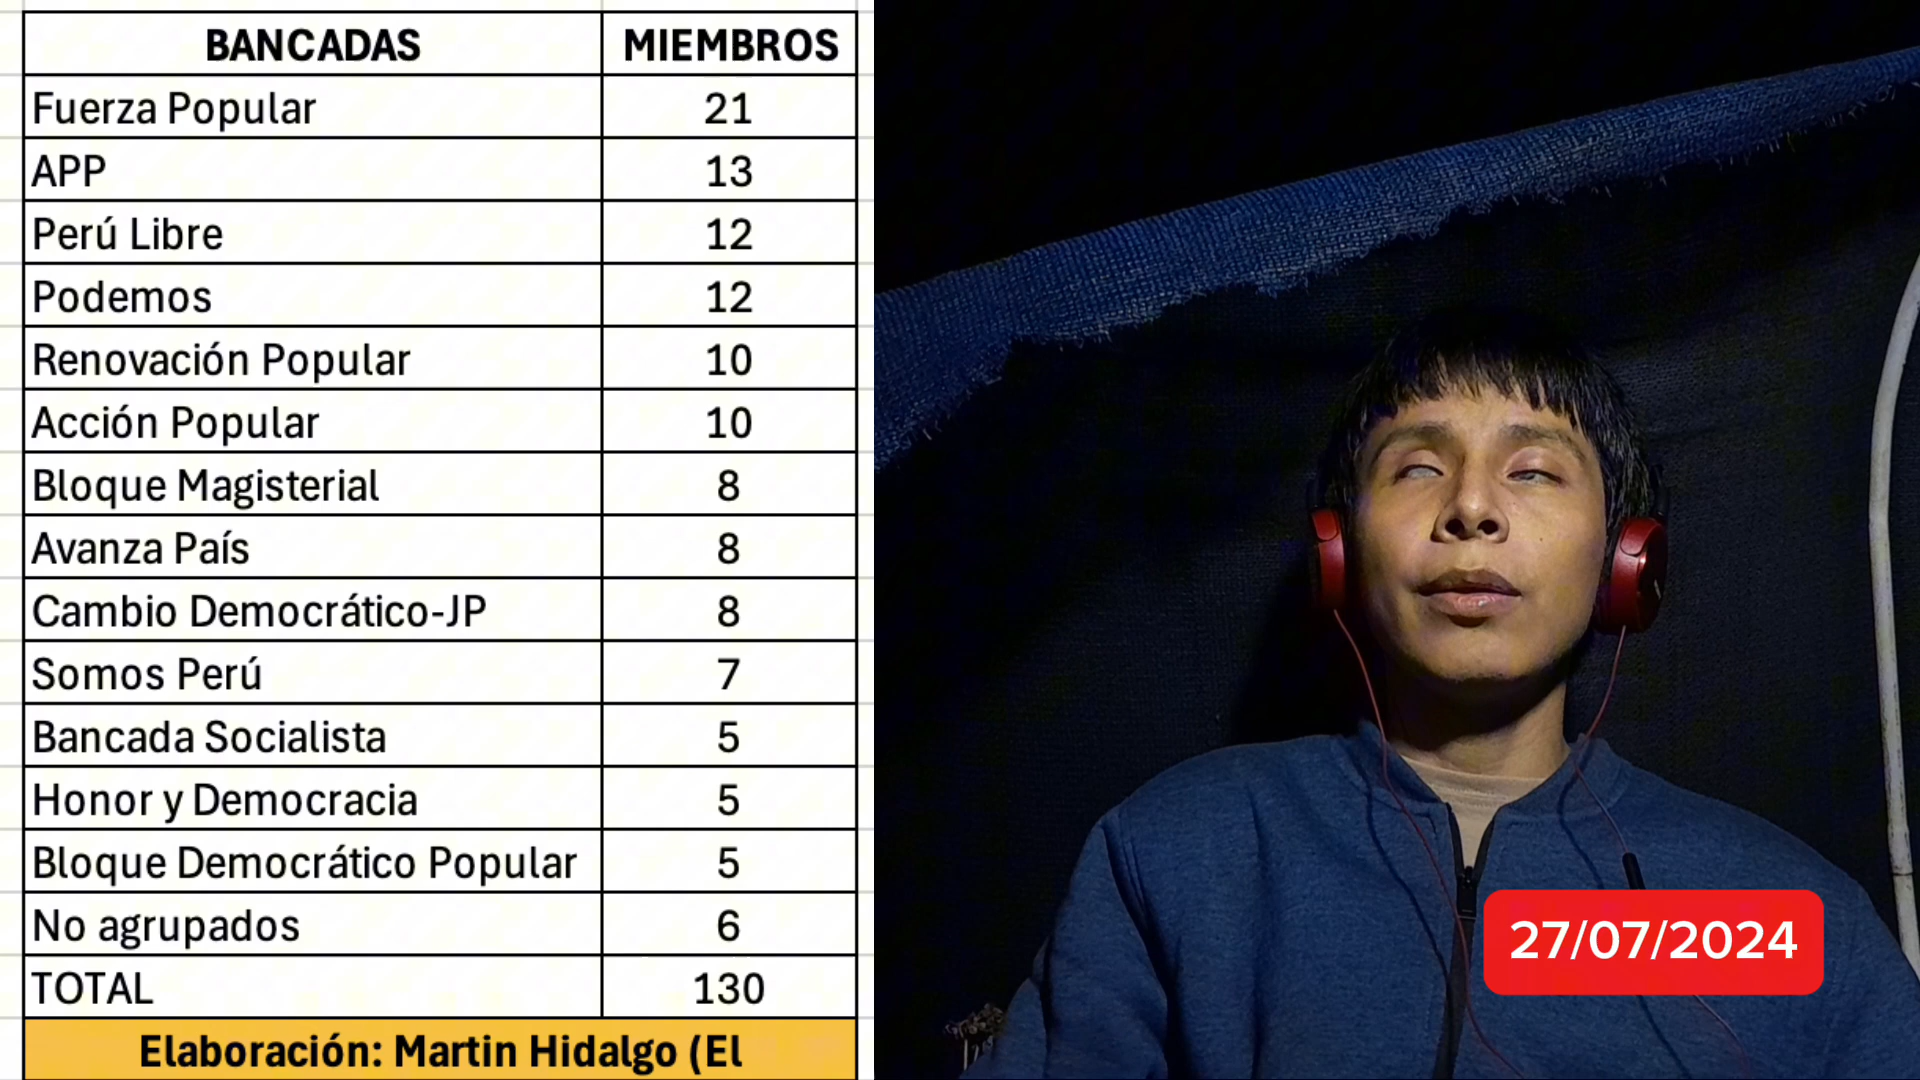 BANCADAS MIEMBROS
Fuerza Popular 21
APP 13
Perú Libre 12
Podemos 12
Renovación Popular 10
Acción Popular 10
Bloque Magisterial 8
Avanza País 8
Cambio Democrático-JP 8
Somos Perú 7
Bancada Socialista 5
Honor y Democracia 5
Bloque Democrático Popular 5
No agrupados 6
TOTAL 130
Elaboración: Martin Hidalgo (El
27/07/2024